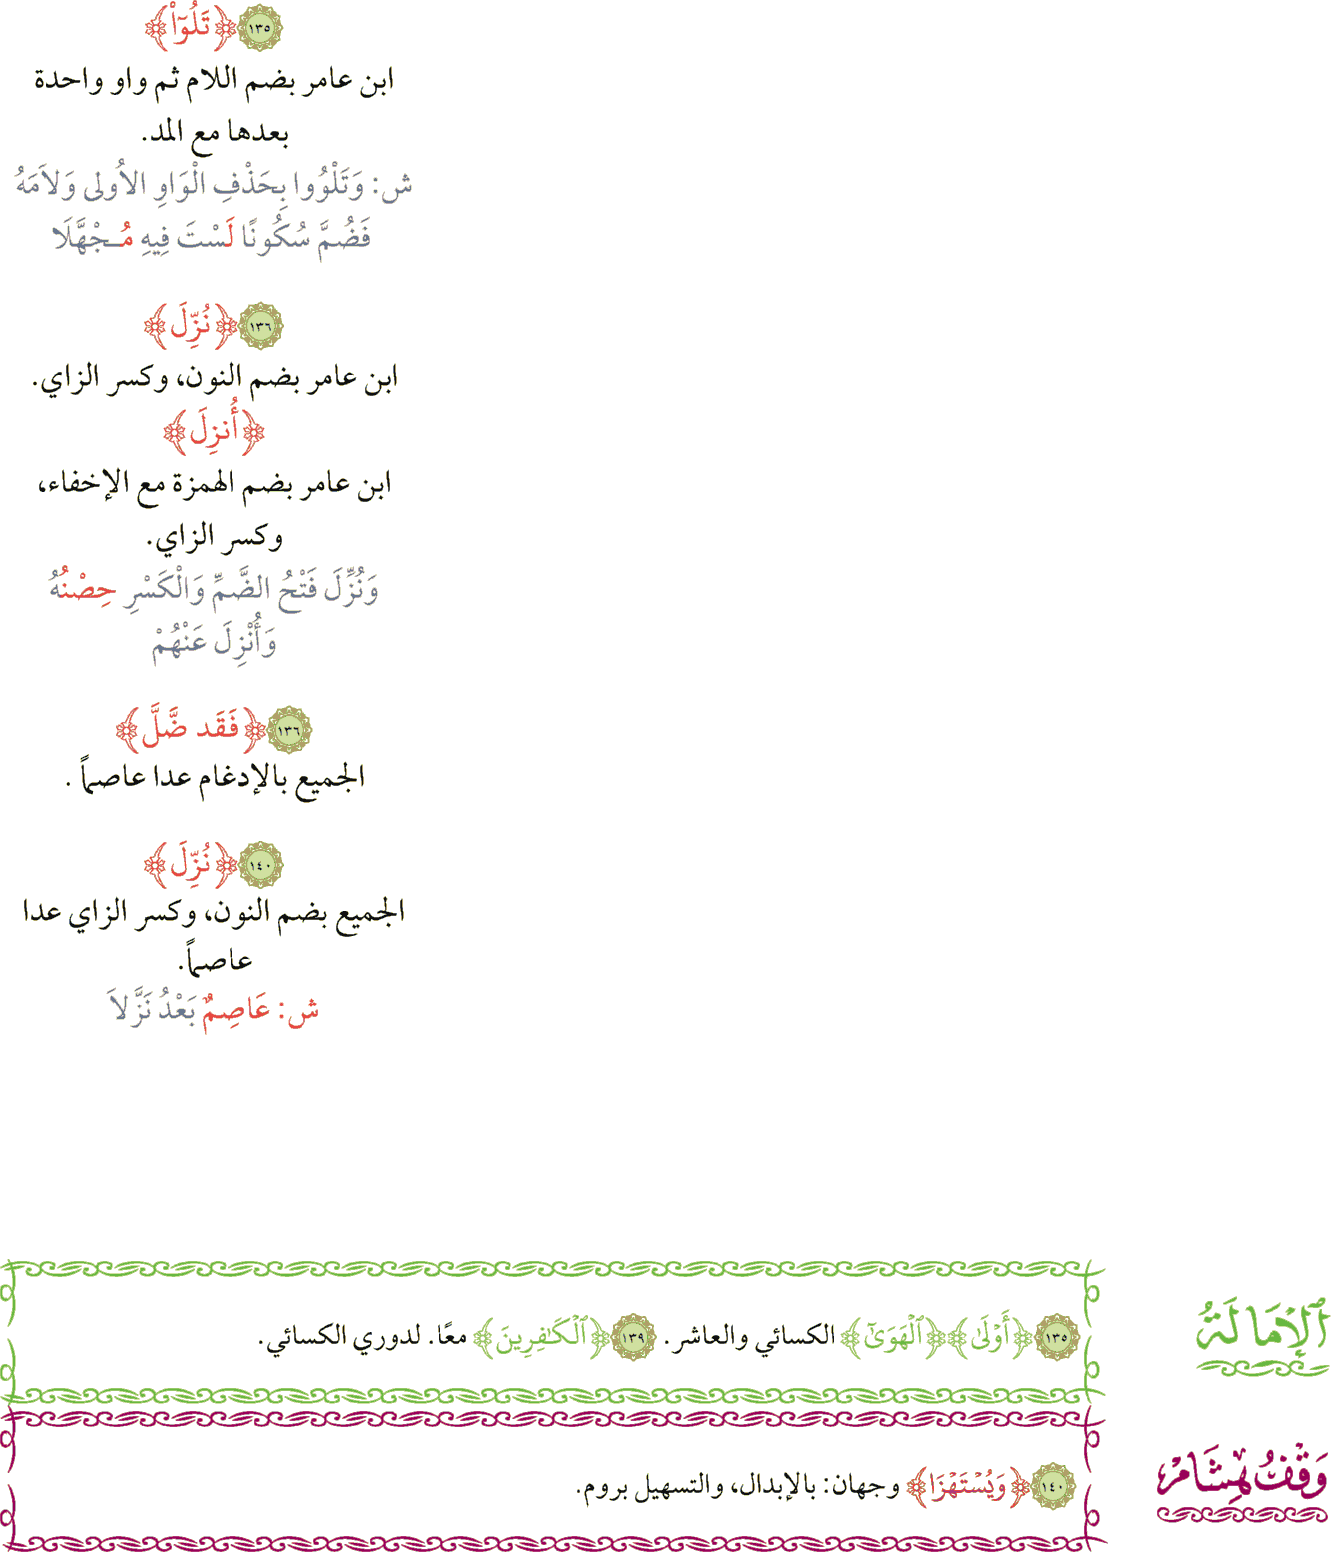 ١٣٥ ﴿تَلُوٓاْ﴾
ابن عامر بضم اللام ثم واو واحدة
بعدها مع المد.
ش: وَتَلْوُوا بِحَذْفِ الْوَاوِ الاُولى وَلاَمَهُ
فَضُمَّ سُكُونًا لَسْتَ فِيهِ مُـجْهَّلَا
١٣٦ ﴿نُزِّلَ﴾
ابن عامر بضم النون، وكسر الزاي.
﴿أُنزِلَ﴾
ابن عامر بضم الهمزة مع الإخفاء،
وكسر الزاي.
وَنُزِّلَ فَتْحُ الضَّمِّ وَالْكَسْرِ حِصْنُهُ
وَأُنْزِلَ عَنْهُمْ
١٣٦ ﴿فَقَد ضَّلَّ﴾
الجميع بالإدغام عدا عاصماً .
١٤٠ ﴿نُزِّلَ﴾
الجميع بضم النون، وكسر الزاي عدا
عاصماً.
ش: عَاصِمٌ بَعْدُ نَزَّلاَ
الإمالة
١٣٥ ﴿أَوْلَىٰ﴾ ﴿ٱلْهَوَىٰٓ﴾ الكسائي والعاشر. ١٣٩ ﴿ٱلْكَـٰفِرِينَ﴾ معًا. لدوري الكسائي.
وَقْفُ هِشَامْ
١٤٠ ﴿وَيُسْتَهْزَا﴾ وجهان: بالإبدال، والتسهيل بروم.